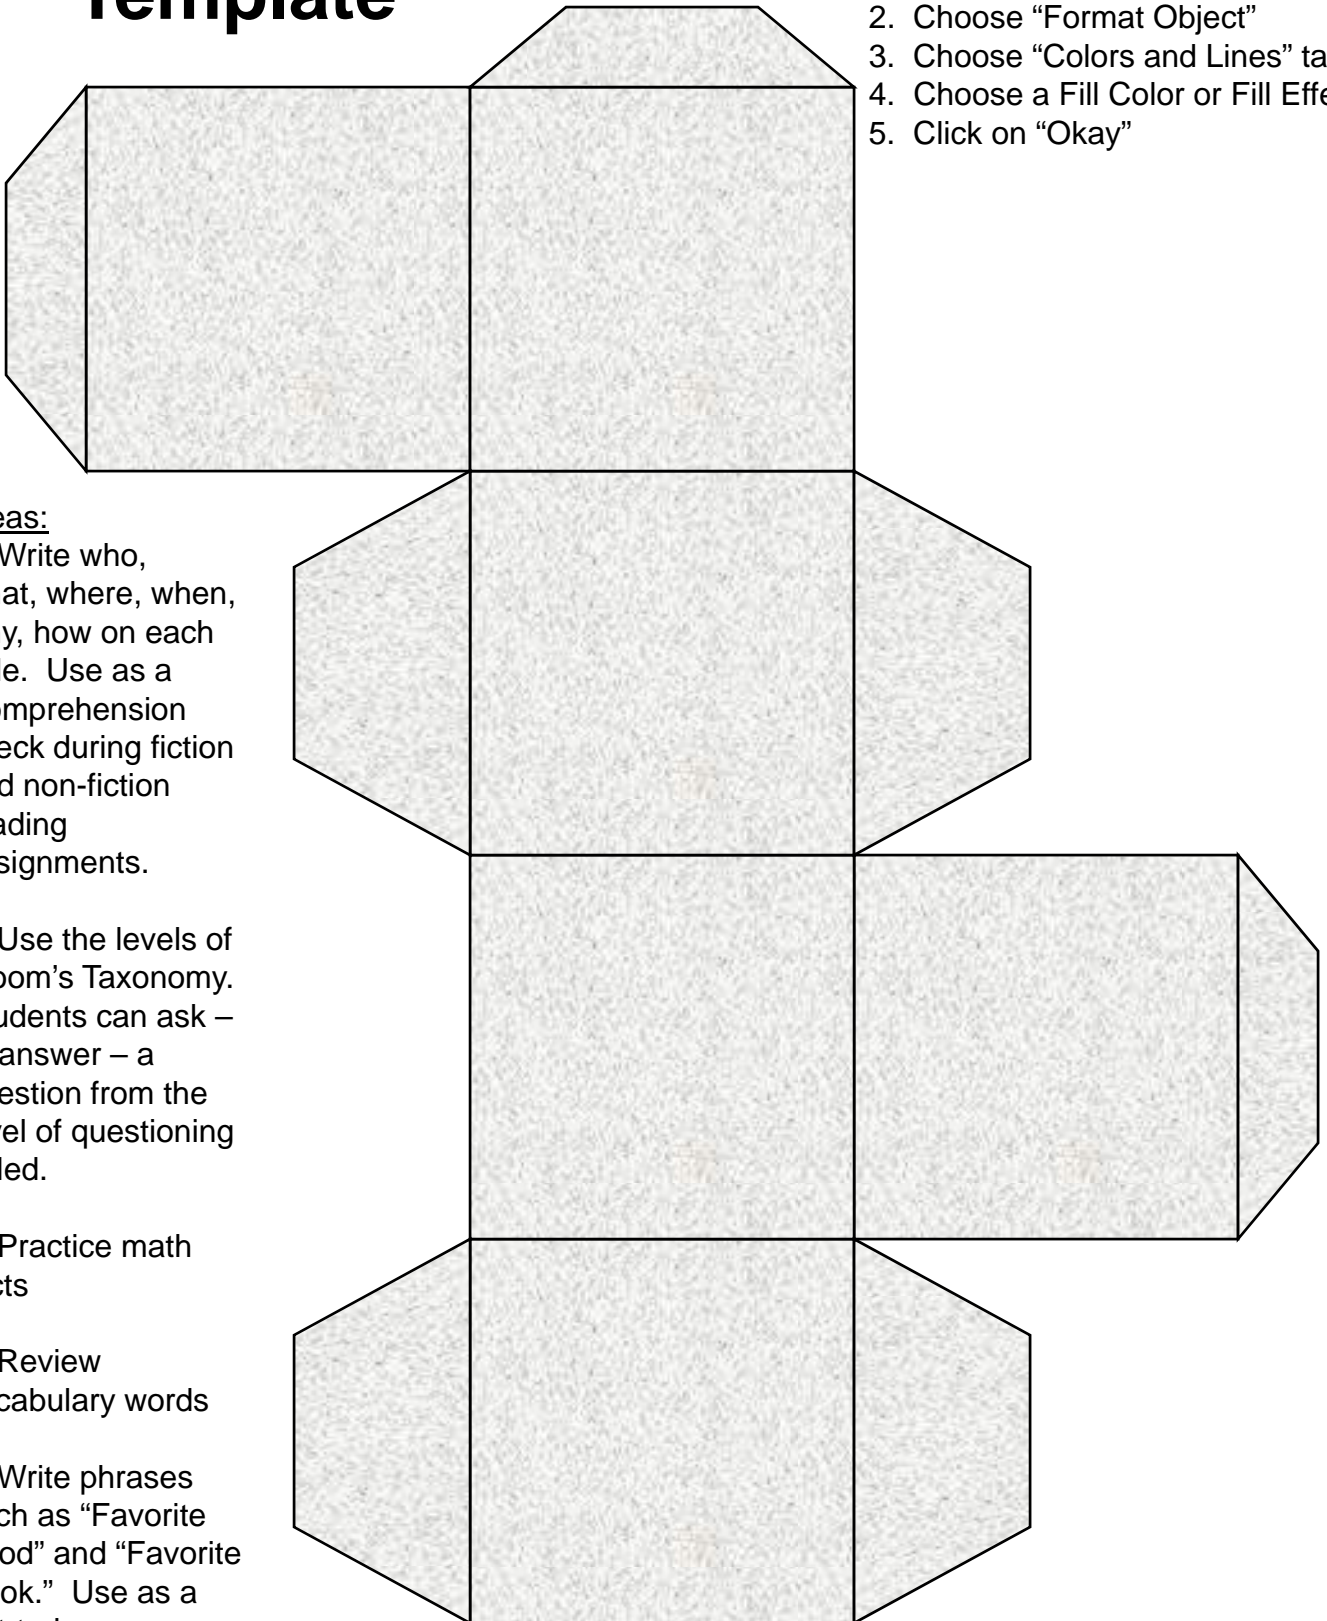 Template
2. Choose “Format Object”
3. Choose “Colors and Lines” ta
4. Choose a Fill Color or Fill Effe
5. Click on “Okay”
eas:
Write who,
at, where, when,
y, how on each
e. Use as a
omprehension
eck during fiction
d non-fiction
ading
signments.
Use the levels of
oom’s Taxonomy.
udents can ask –
answer – a
estion from the
vel of questioning
led.
Practice math
cts
Review
cabulary words
Write phrases
ch as “Favorite
od” and “Favorite
ok.” Use as a